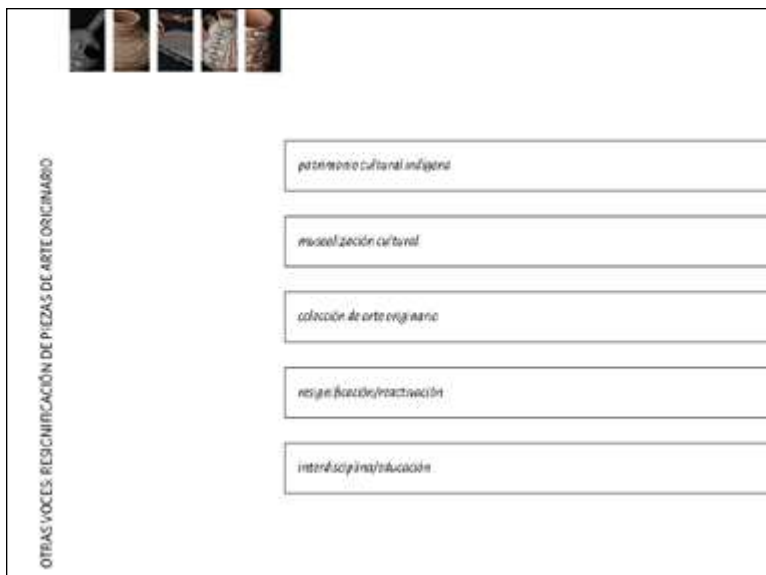 OTRAS VOCES: RESIGNIFICACIÓN DE PIEZAS DE ARTE ORIGINARIO
patrimonio cultural indígena
musealización cultural
colección de arte originario
resignificación/reactivación
interdisciplina/educación